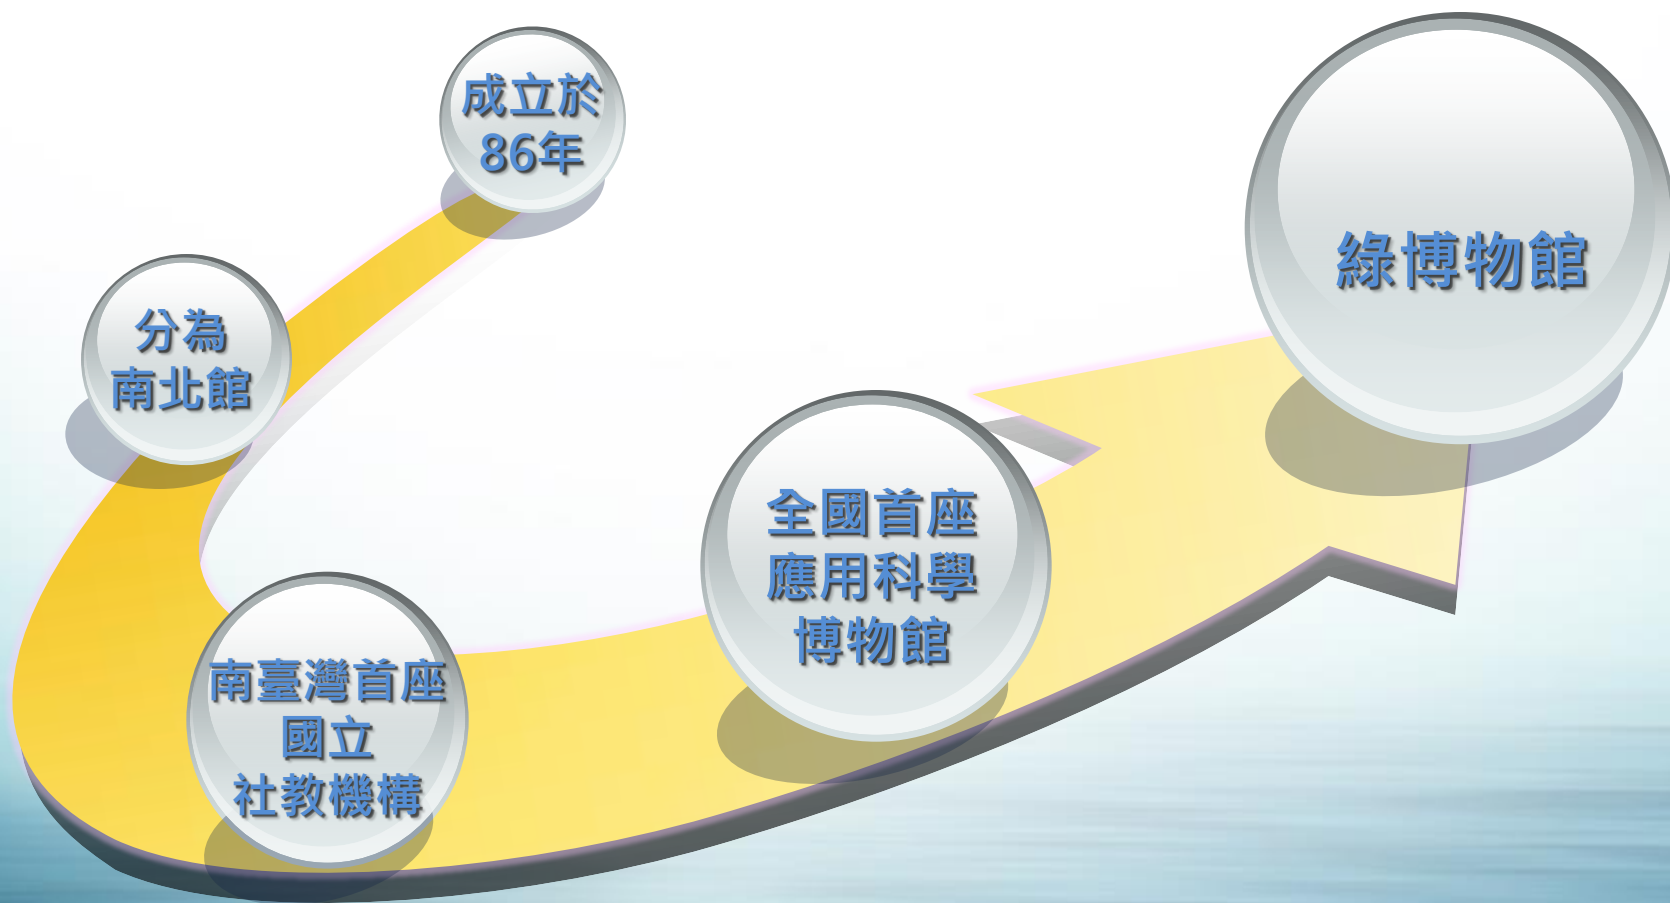 成立於
86年
分為
南北館
南臺灣首座
國立
社教機構
全國首座
應用科學
博物館
綠博物館